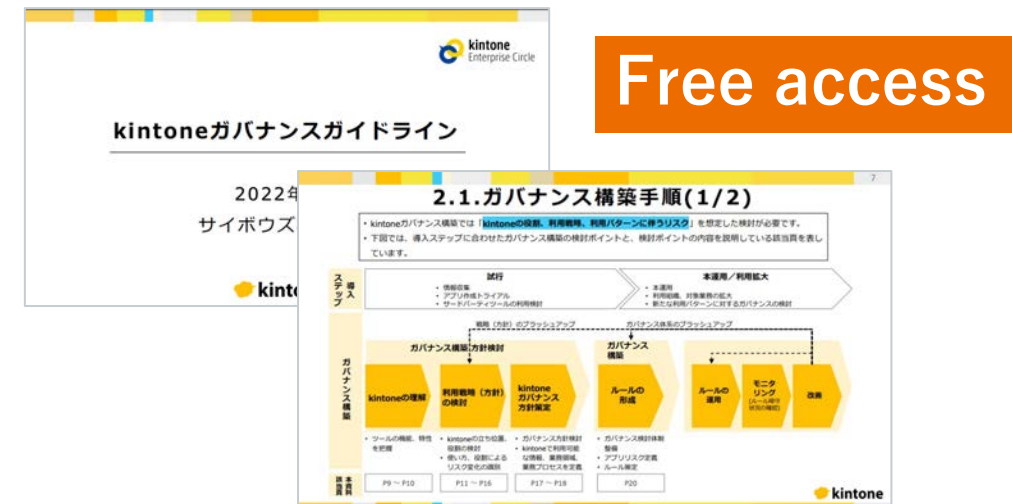 kintone
Enterprise Circle
Free access
kintoneガバナンスガイドライン
2022年
サイボウズ
kinto
7
2.1.ガバナンス構築手順(1/2)
・kintoneガバナンス構築では「kintoneの役割、利用戦略、利用パターンに伴うリスク」を想定した検討が必要です。
・下図では、導入ステップに合わせたガバナンス構築の検討ポイントと、検討ポイントの内容を説明している該当頁を表し
ています。
導入
ステップ
試行
・情報収集
・アプリ作成トライアル
・サードパーティツールの利用検討
本運用／利用拡大
・本運用
・利用組織、対象業務の拡大
・新たな利用パターンに対するガバナンスの検討
戦略（方針）のブラッシュアップ
ガバナンス体系のブラッシュアップ
ガバナンス構築
ガバナンス構築方針検討
ガバナンス
構築
kintoneの理解
利用戦略（方針）
の検討
kintone
ガバナンス
方針策定
ルールの
形成
ルールの
運用
モニタ
リング
(ルール順守
状況の確認)
改善
・ツールの機能、特性
を把握
・kintoneの立ち位置、
役割の検討
・使い方、役割による
リスク変化の識別
・ガバナンス方針検討
・kintoneで利用可能
な情報、業務領域、
業務プロセスを定義
・ガバナンス検討体制
整備
・アプリリスク定義
・ルール策定
本資料
該当頁
P9 ～ P10
P11 ～ P16
P17 ～ P18
P20
kintone